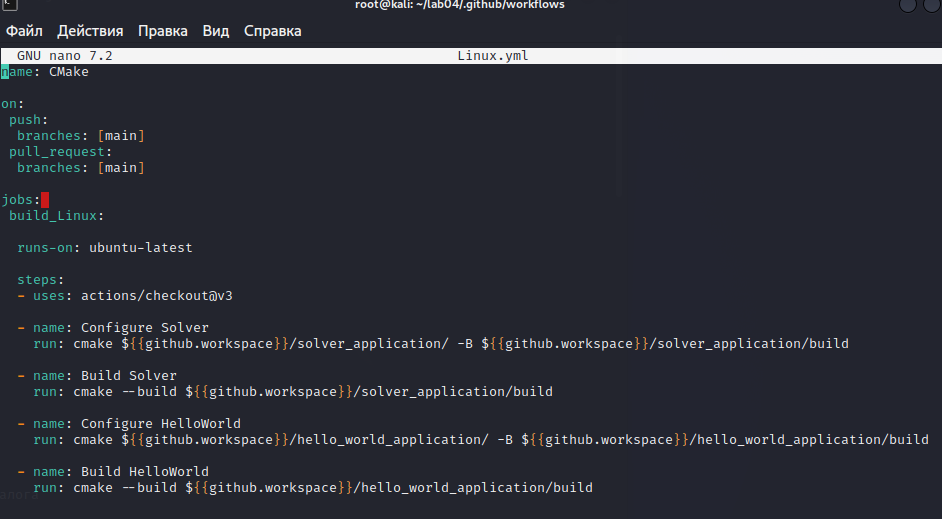 root@kali: ~/lab04/.github/workflows
Файл Действия Правка Вид Справка
GNU nano 7.2 Linux.yml
name: CMake
on:
 push:
  branches: [main]
 pull_request:
  branches: [main]
jobs:
 build_Linux:
  runs-on: ubuntu-latest
  steps:
  - uses: actions/checkout@v3
  - name: Configure Solver
    run: cmake ${{github.workspace}}/solver_application/ -B ${{github.workspace}}/solver_application/build
  - name: Build Solver
    run: cmake --build ${{github.workspace}}/solver_application/build
  - name: Configure HelloWorld
    run: cmake ${{github.workspace}}/hello_world_application/ -B ${{github.workspace}}/hello_world_application/build
  - name: Build HelloWorld
    run: cmake --build ${{github.workspace}}/hello_world_application/build